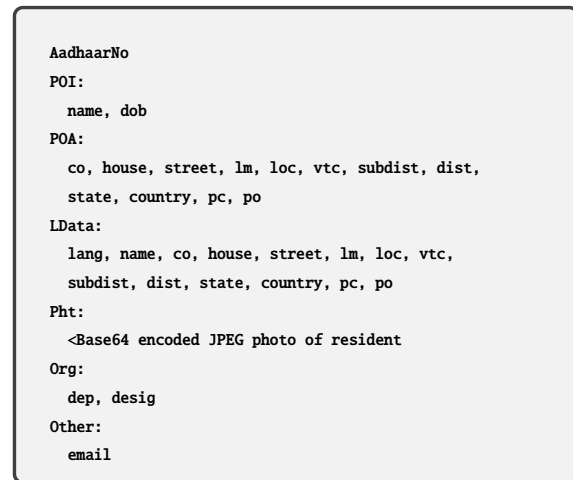 AadhaarNo
POI:
name, dob
POA:
co, house, street, lm, loc, vtc, subdist, dist,
state, country, pc, po
LData:
lang, name, co, house, street, lm, loc, vtc,
subdist, dist, state, country, pc, po
Pht:
<Base64 encoded JPEG photo of resident
Org:
dep, desig
Other:
email